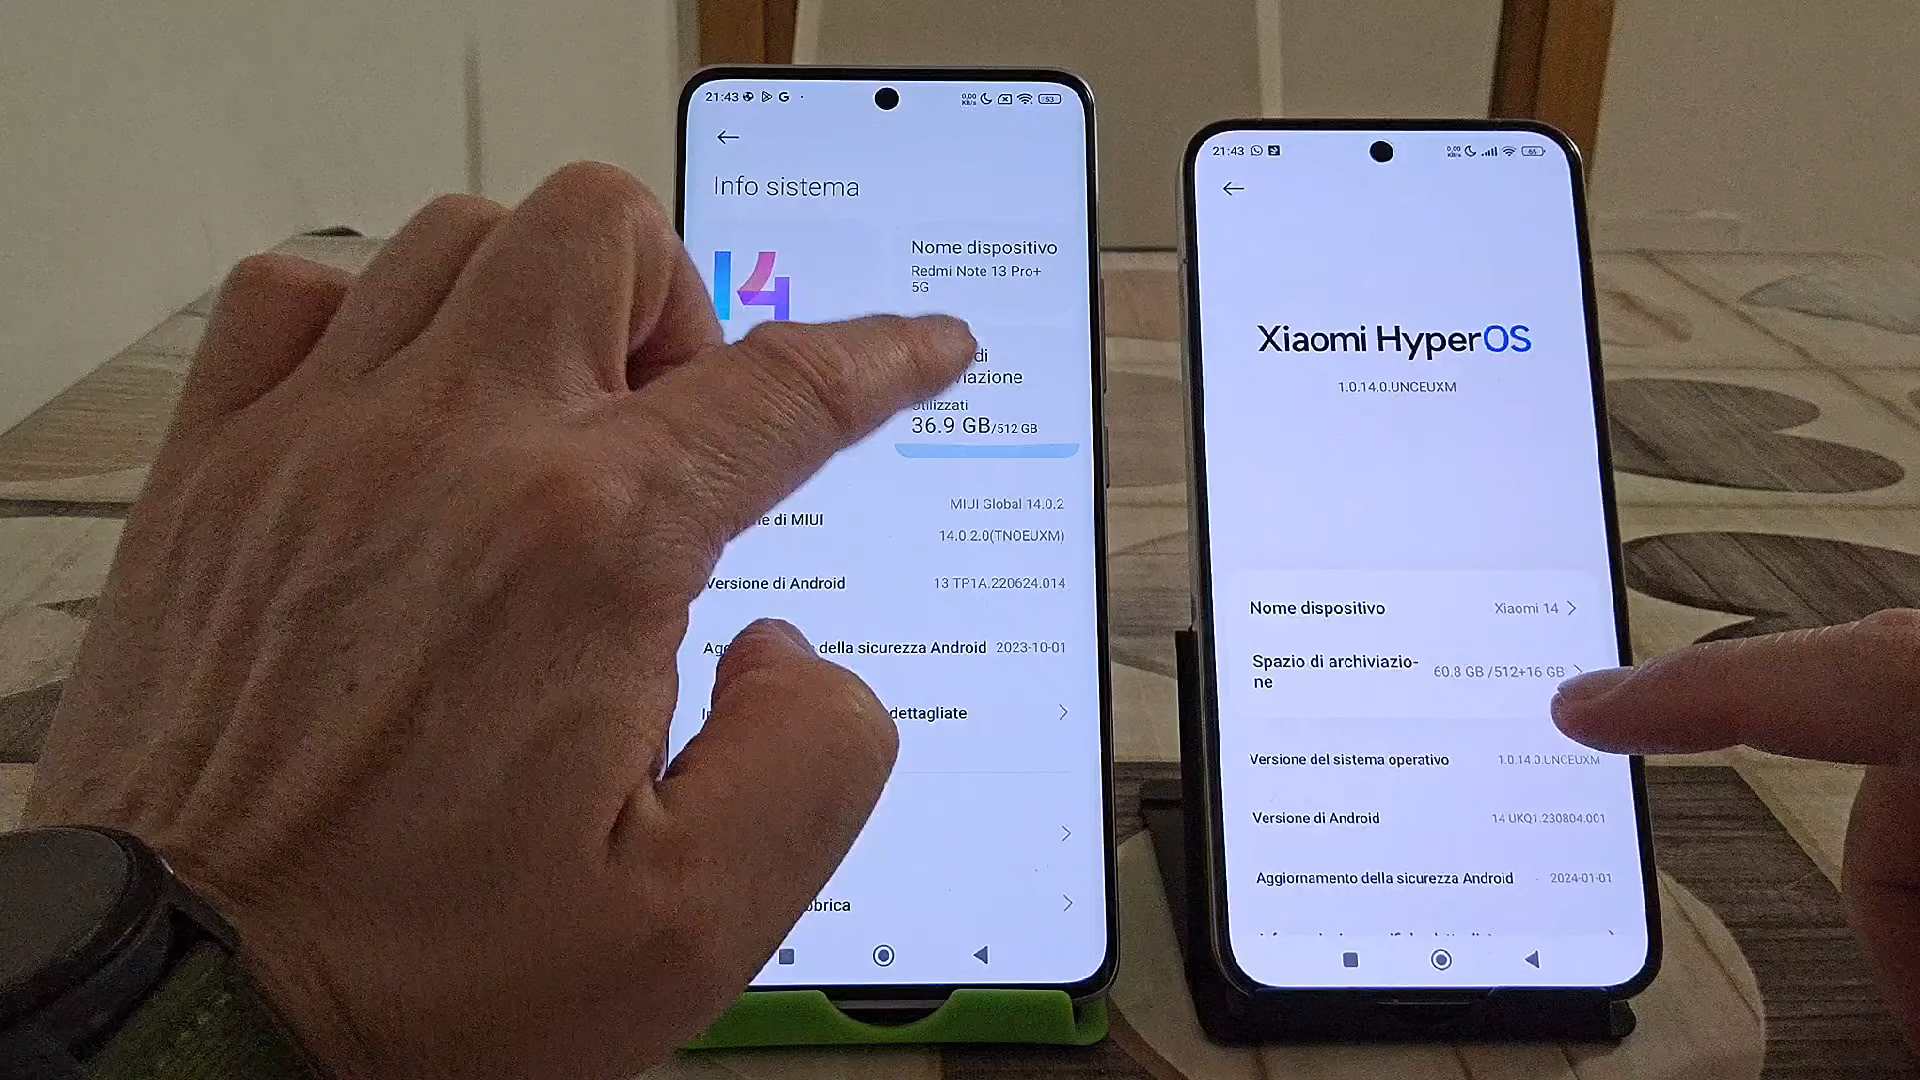 21:43
Info sistema
14
Nome dispositivo
Redmi Note 13 Pro+
5G
di
Utilizzati
36.9 GB/512 GB
di MIUI
MIUI Global 14.0.2
14.0.2.0(TNOEUXM)
Versione di Android
13 TP1A.220624.014
della sicurezza Android
2023-10-01
dettagliate
53
21:43
66
Xiaomi HyperOS
1.0.14.0.UNCEUXM
Nome dispositivo
Xiaomi 14
Spazio di archiviazio-
ne
60.8 GB /512+16 GB
Versione del sistema operativo
1.0.14.0.UNCEUXM
Versione di Android
14 UKQ1.230804.001
Aggiornamento della sicurezza Android
2024-01-01